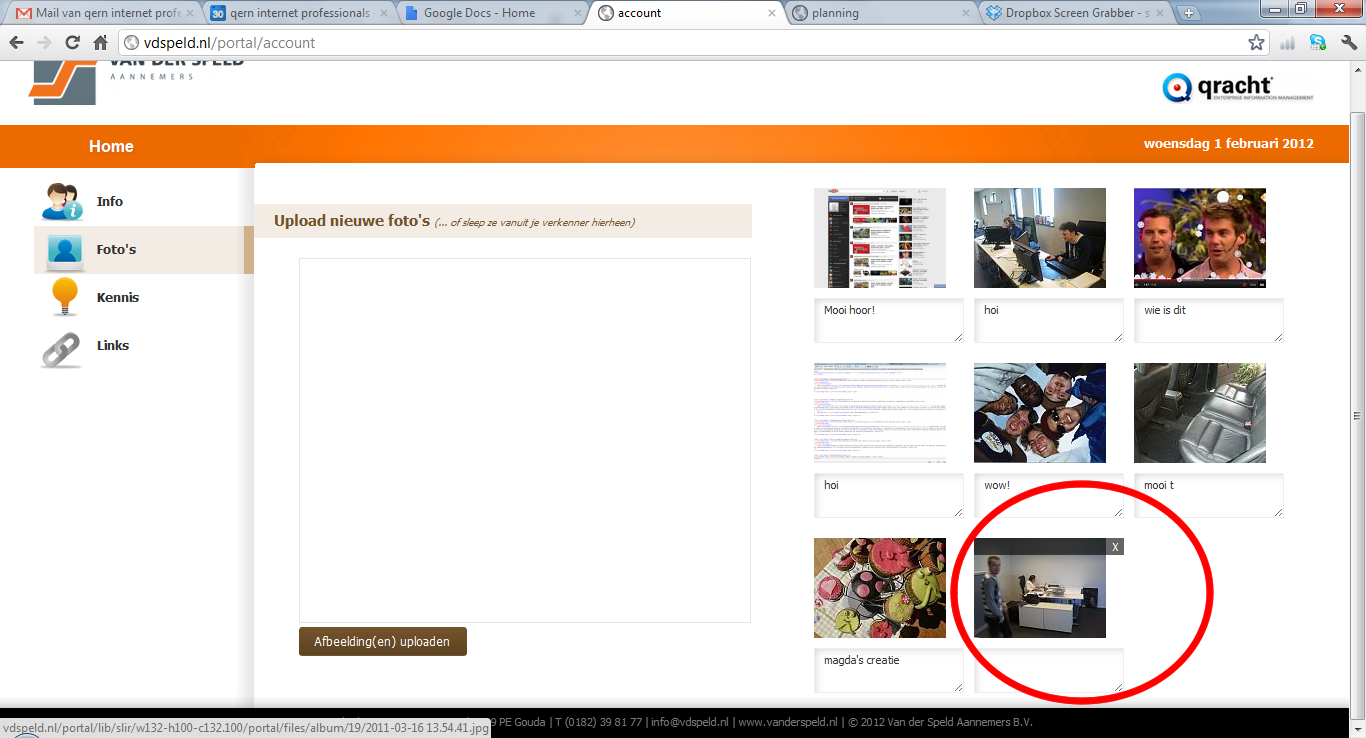 Mail van qern internet profe
30
qern internet professionals -
Google Docs - Home
account
planning
Dropbox Screen Grabber - s
vdspeld.nl/portal/account
VAN DER SPELD
AANNEMERS
qracht
ENTERPRISE INFORMATION MANAGEMENT
Home
woensdag 1 februari 2012
Info
Foto's
Kennis
Links
Upload nieuwe foto's (... of sleep ze vanuit je verkenner hierheen)
Afbeelding(en) uploaden
Mooi hoor!
hoi
wie is dit
hoi
wow!
mooi t
X
magda's creatie
9 PE Gouda | T (0182) 39 81 77 | info@vdspeld.nl | www.vanderspeld.nl | © 2012 Van der Speld Aannemers B.V.
vdspeld.nl/portal/lib/slir/w132-h100-c132.100/portal/files/album/19/2011-03-16 13.54.41.jpg